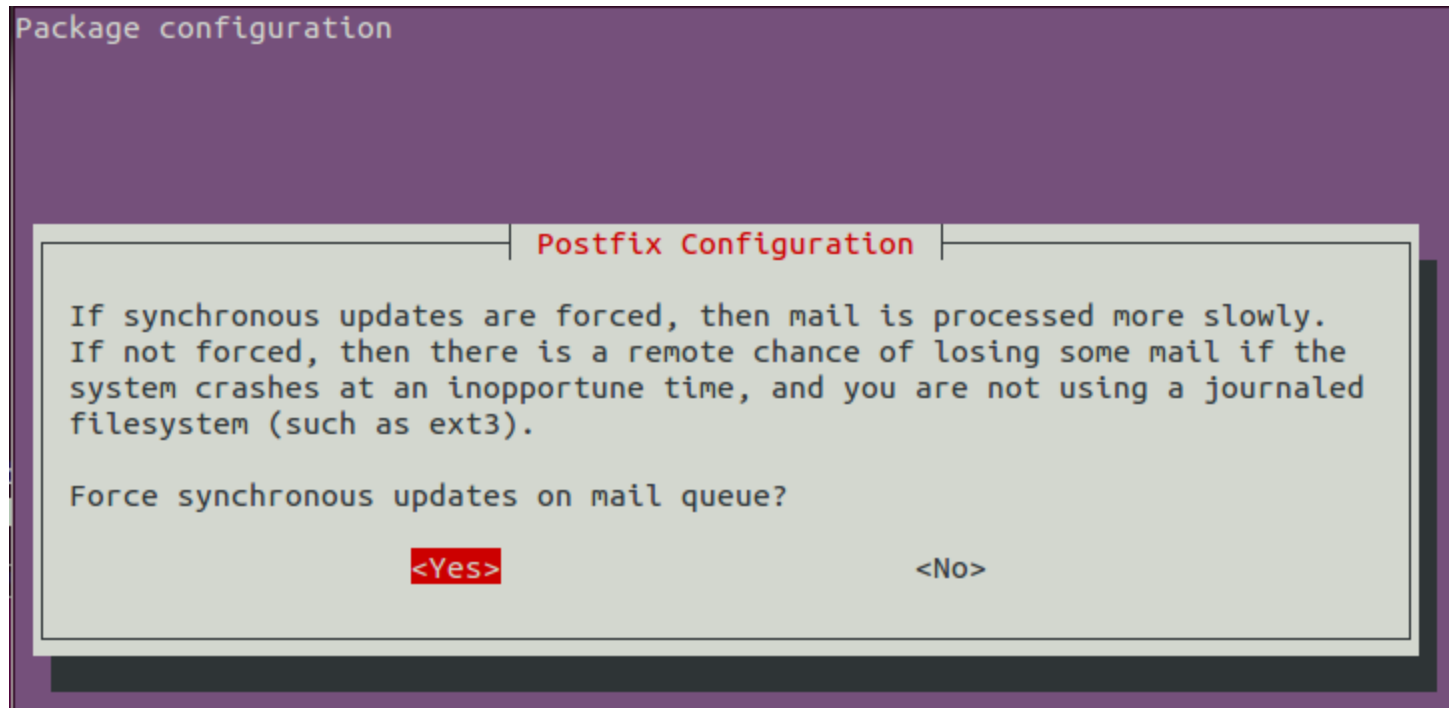 Package configuration
Postfix Configuration
If synchronous updates are forced, then mail is processed more slowly.
If not forced, then there is a remote chance of losing some mail if the
system crashes at an inopportune time, and you are not using a journaled
filesystem (such as ext3).
Force synchronous updates on mail queue?
<Yes> <No>